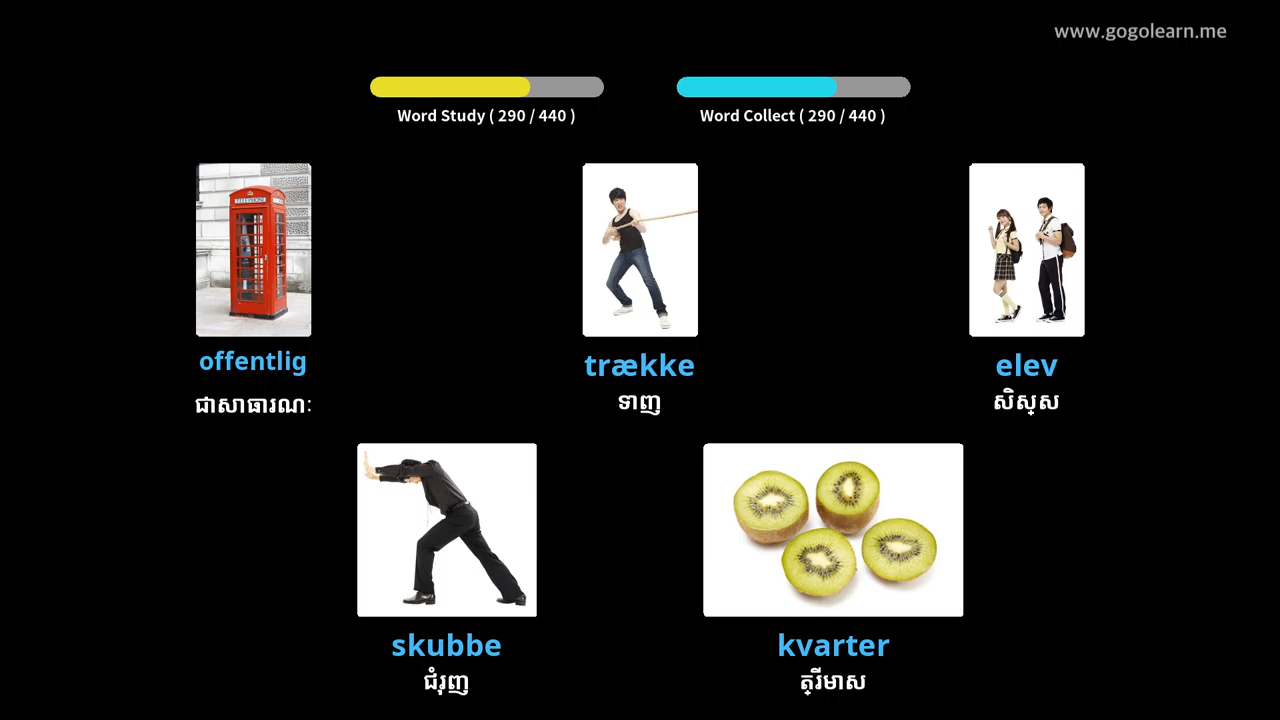 www.gogolearn.me
Word Study ( 290 / 440 )
Word Collect ( 290 / 440 )
TELEPHONE
offentlig
ជាសាធារណៈ
trække
ទាញ
elev
សិស្ស
skubbe
ជំរុញ
kvarter
ត្រីមាស